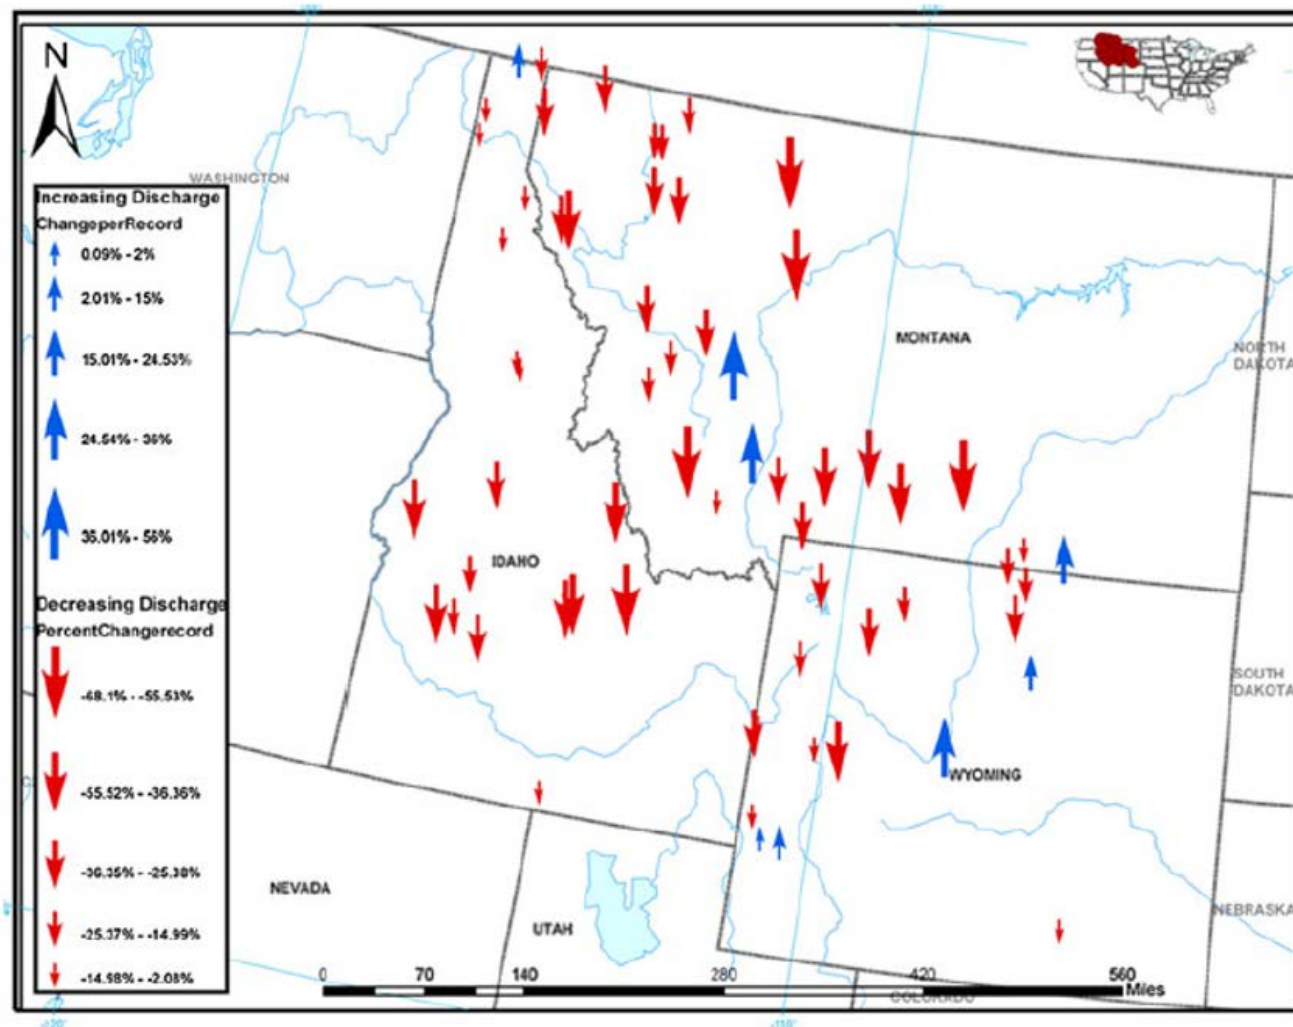 N
WASHINGTON
Increasing Discharge
ChangeperRecord
0.09% - 2%
2.01% - 15%
15.01% - 24.53%
24.54% - 36%
36.01% - 56%
Decreasing Discharge
PercentChangerecord
-68.1% - -55.53%
-55.52% - -36.36%
-36.35% - -25.38%
-25.37% - -14.99%
-14.98% - -2.08%
MONTANA
NORTH
DAKOTA
IDAHO
SOUTH
DAKOTA
WYOMING
NEVADA
UTAH
NEBRASKA
COLORADO
0 70 140 280 420 560
Miles